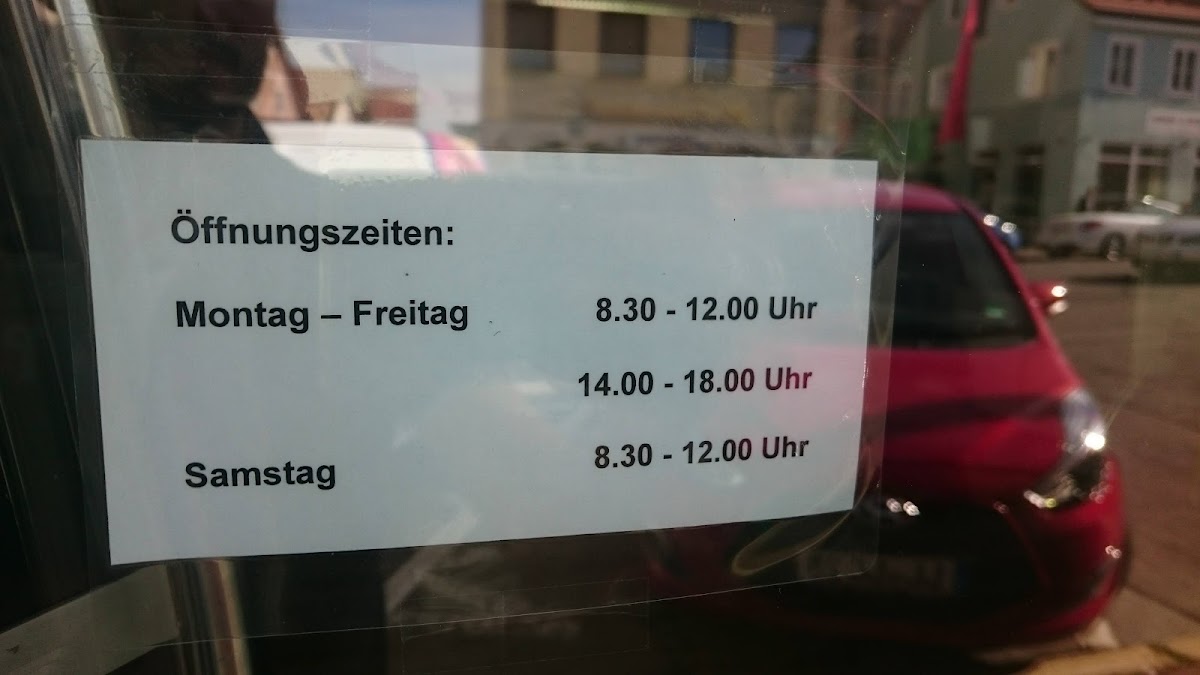 Öffnungszeiten:
Montag – Freitag 8.30 - 12.00 Uhr
14.00 - 18.00 Uhr
Samstag 8.30 - 12.00 Uhr